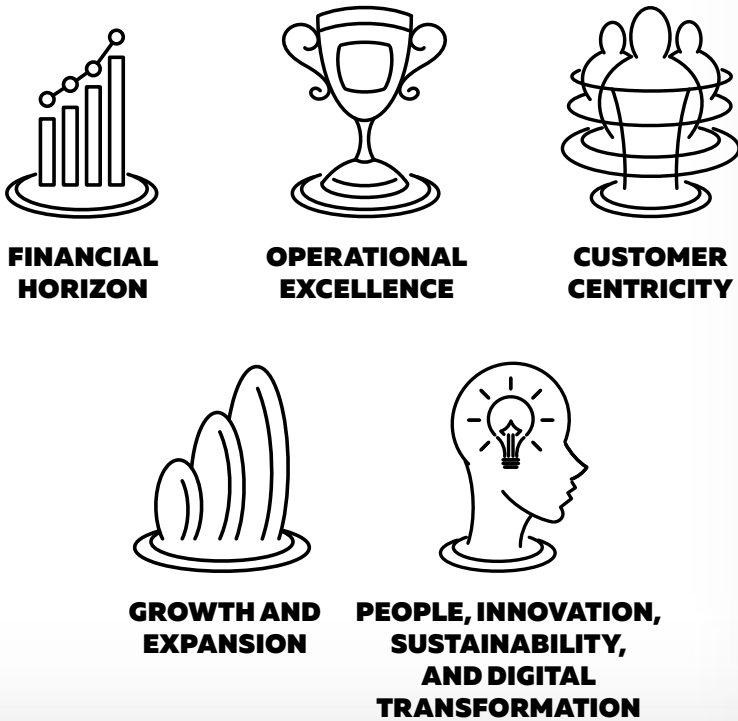 FINANCIAL
HORIZON
OPERATIONAL
EXCELLENCE
CUSTOMER
CENTRICITY
GROWTH AND
EXPANSION
PEOPLE, INNOVATION,
SUSTAINABILITY,
AND DIGITAL
TRANSFORMATION